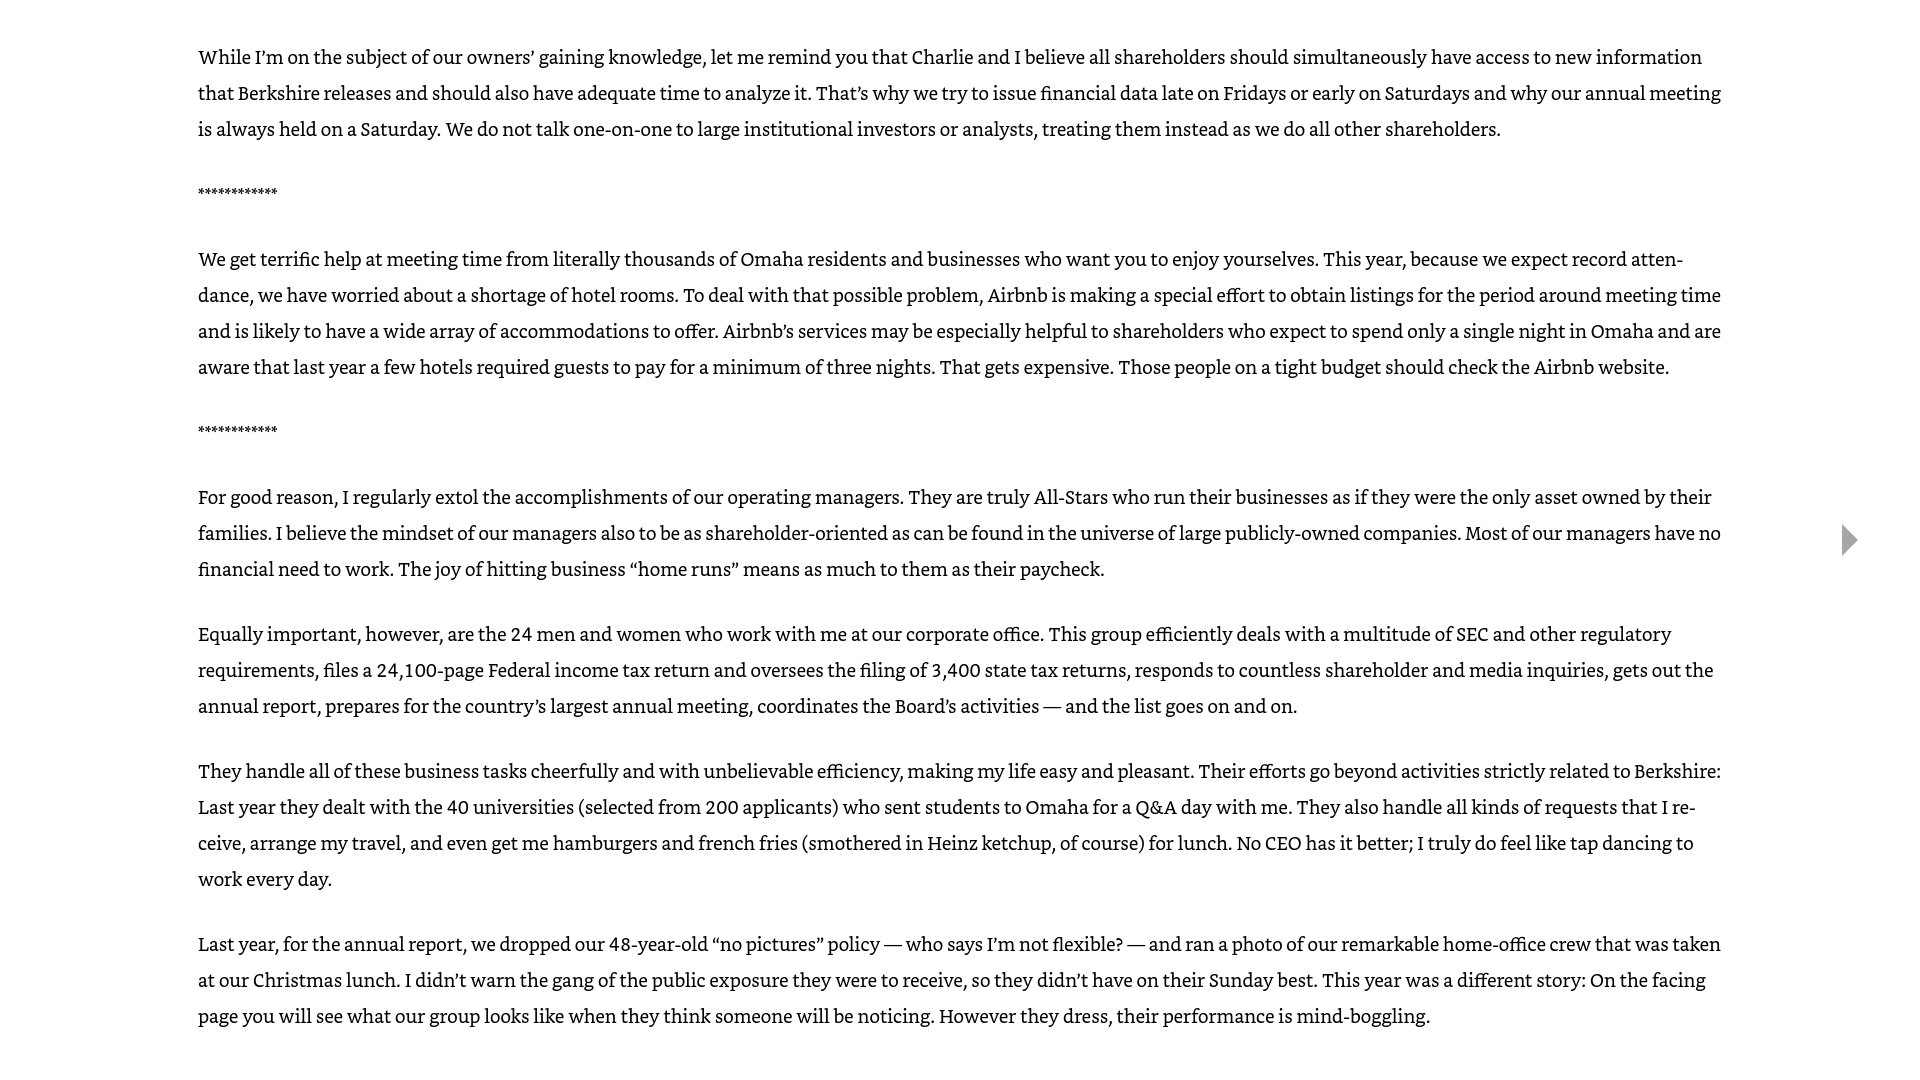 While I’m on the subject of our owners’ gaining knowledge, let me remind you that Charlie and I believe all shareholders should simultaneously have access to new information
that Berkshire releases and should also have adequate time to analyze it. That’s why we try to issue financial data late on Fridays or early on Saturdays and why our annual meeting
is always held on a Saturday. We do not talk one-on-one to large institutional investors or analysts, treating them instead as we do all other shareholders.
************
We get terrific help at meeting time from literally thousands of Omaha residents and businesses who want you to enjoy yourselves. This year, because we expect record atten-
dance, we have worried about a shortage of hotel rooms. To deal with that possible problem, Airbnb is making a special effort to obtain listings for the period around meeting time
and is likely to have a wide array of accommodations to offer. Airbnb’s services may be especially helpful to shareholders who expect to spend only a single night in Omaha and are
aware that last year a few hotels required guests to pay for a minimum of three nights. That gets expensive. Those people on a tight budget should check the Airbnb website.
************
For good reason, I regularly extol the accomplishments of our operating managers. They are truly All-Stars who run their businesses as if they were the only asset owned by their
families. I believe the mindset of our managers also to be as shareholder-oriented as can be found in the universe of large publicly-owned companies. Most of our managers have no
financial need to work. The joy of hitting business “home runs” means as much to them as their paycheck.
Equally important, however, are the 24 men and women who work with me at our corporate office. This group efficiently deals with a multitude of SEC and other regulatory
requirements, files a 24,100-page Federal income tax return and oversees the filing of 3,400 state tax returns, responds to countless shareholder and media inquiries, gets out the
annual report, prepares for the country’s largest annual meeting, coordinates the Board’s activities — and the list goes on and on.
They handle all of these business tasks cheerfully and with unbelievable efficiency, making my life easy and pleasant. Their efforts go beyond activities strictly related to Berkshire:
Last year they dealt with the 40 universities (selected from 200 applicants) who sent students to Omaha for a Q&A day with me. They also handle all kinds of requests that I re-
ceive, arrange my travel, and even get me hamburgers and french fries (smothered in Heinz ketchup, of course) for lunch. No CEO has it better; I truly do feel like tap dancing to
work every day.
Last year, for the annual report, we dropped our 48-year-old “no pictures” policy — who says I’m not flexible? — and ran a photo of our remarkable home-office crew that was taken
at our Christmas lunch. I didn’t warn the gang of the public exposure they were to receive, so they didn’t have on their Sunday best. This year was a different story: On the facing
page you will see what our group looks like when they think someone will be noticing. However they dress, their performance is mind-boggling.